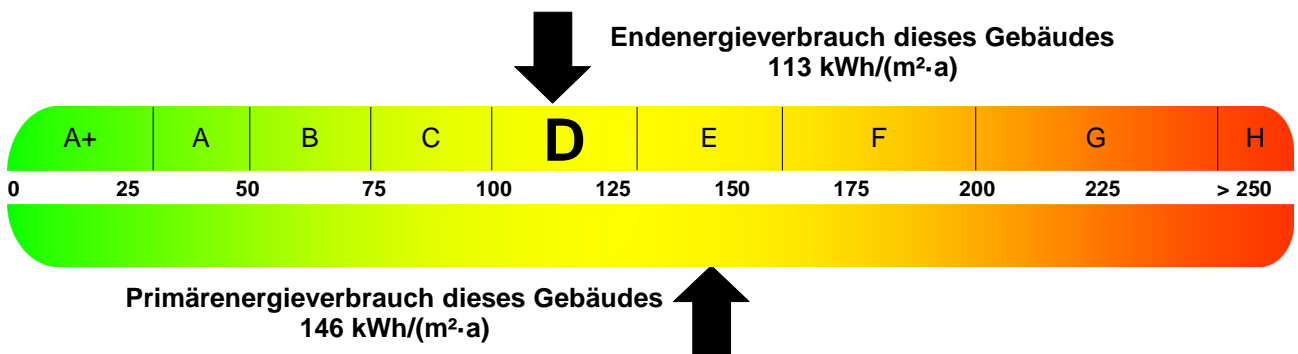 Endenergieverbrauch dieses Gebäudes
113 kWh/(m²·a)
A+ A B C D E F G H
0 25 50 75 100 125 150 175 200 225 > 250
Primärenergieverbrauch dieses Gebäudes
146 kWh/(m²·a)